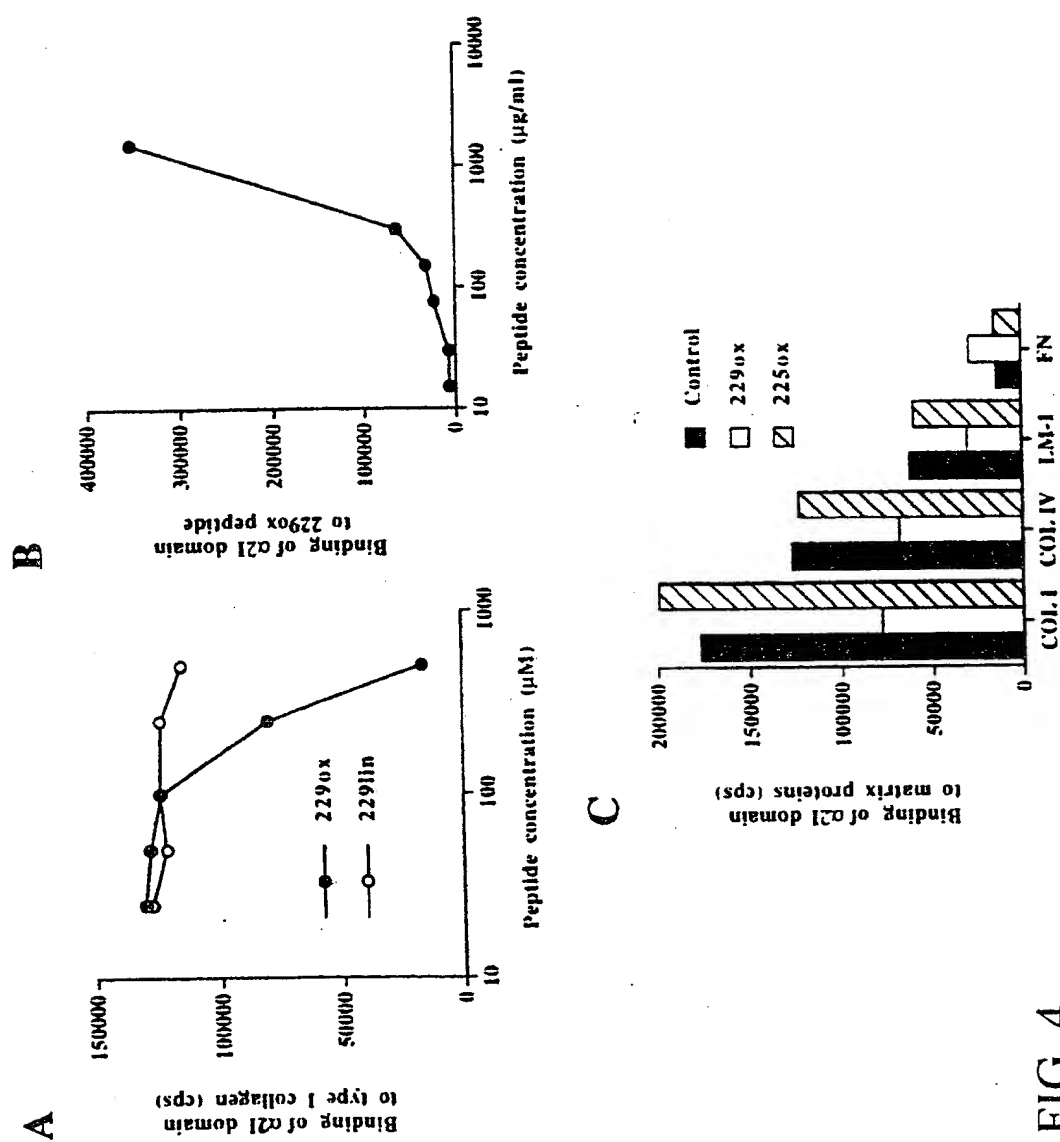 A
Binding of α2I domain
to type I collagen (cps)
150000
100000
50000
0
10
100
1000
Peptide concentration (µM)
229ox
229lin
B
Binding of α2I domain
to 229ox peptide
400000
300000
200000
100000
0
10
100
1000
10000
Peptide concentration (µg/ml)
C
Binding of α2I domain
to matrix proteins (cps)
200000
150000
100000
50000
0
COL I
COL IV
LM-1
FN
Control
229ox
225ox
FIG. 4